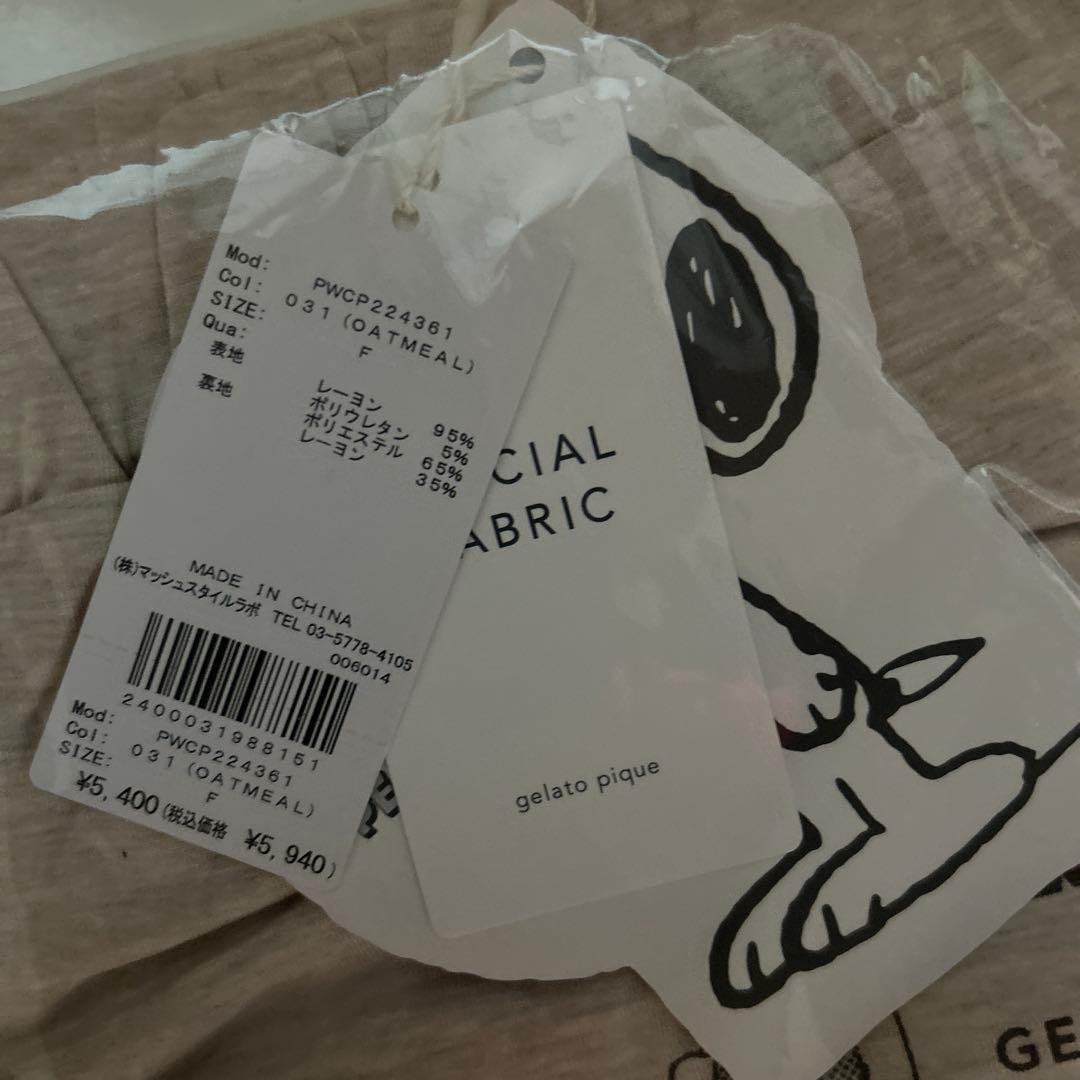 Mod: PWCP224361
Col: 031 (OATMEAL)
SIZE: F
Qua:
表地 レーヨン 95%
ポリウレタン 5%
裏地 ポリエステル 65%
レーヨン 35%
MADE IN CHINA
(株)マッシュスタイルラボ TEL 03-5778-4105
006014
2400031988151
Mod: PWCP224361
Col: 031 (OATMEAL)
SIZE: F
¥5,400(税込価格 ¥5,940)
CIAL
ABRIC
gelato pique
GE